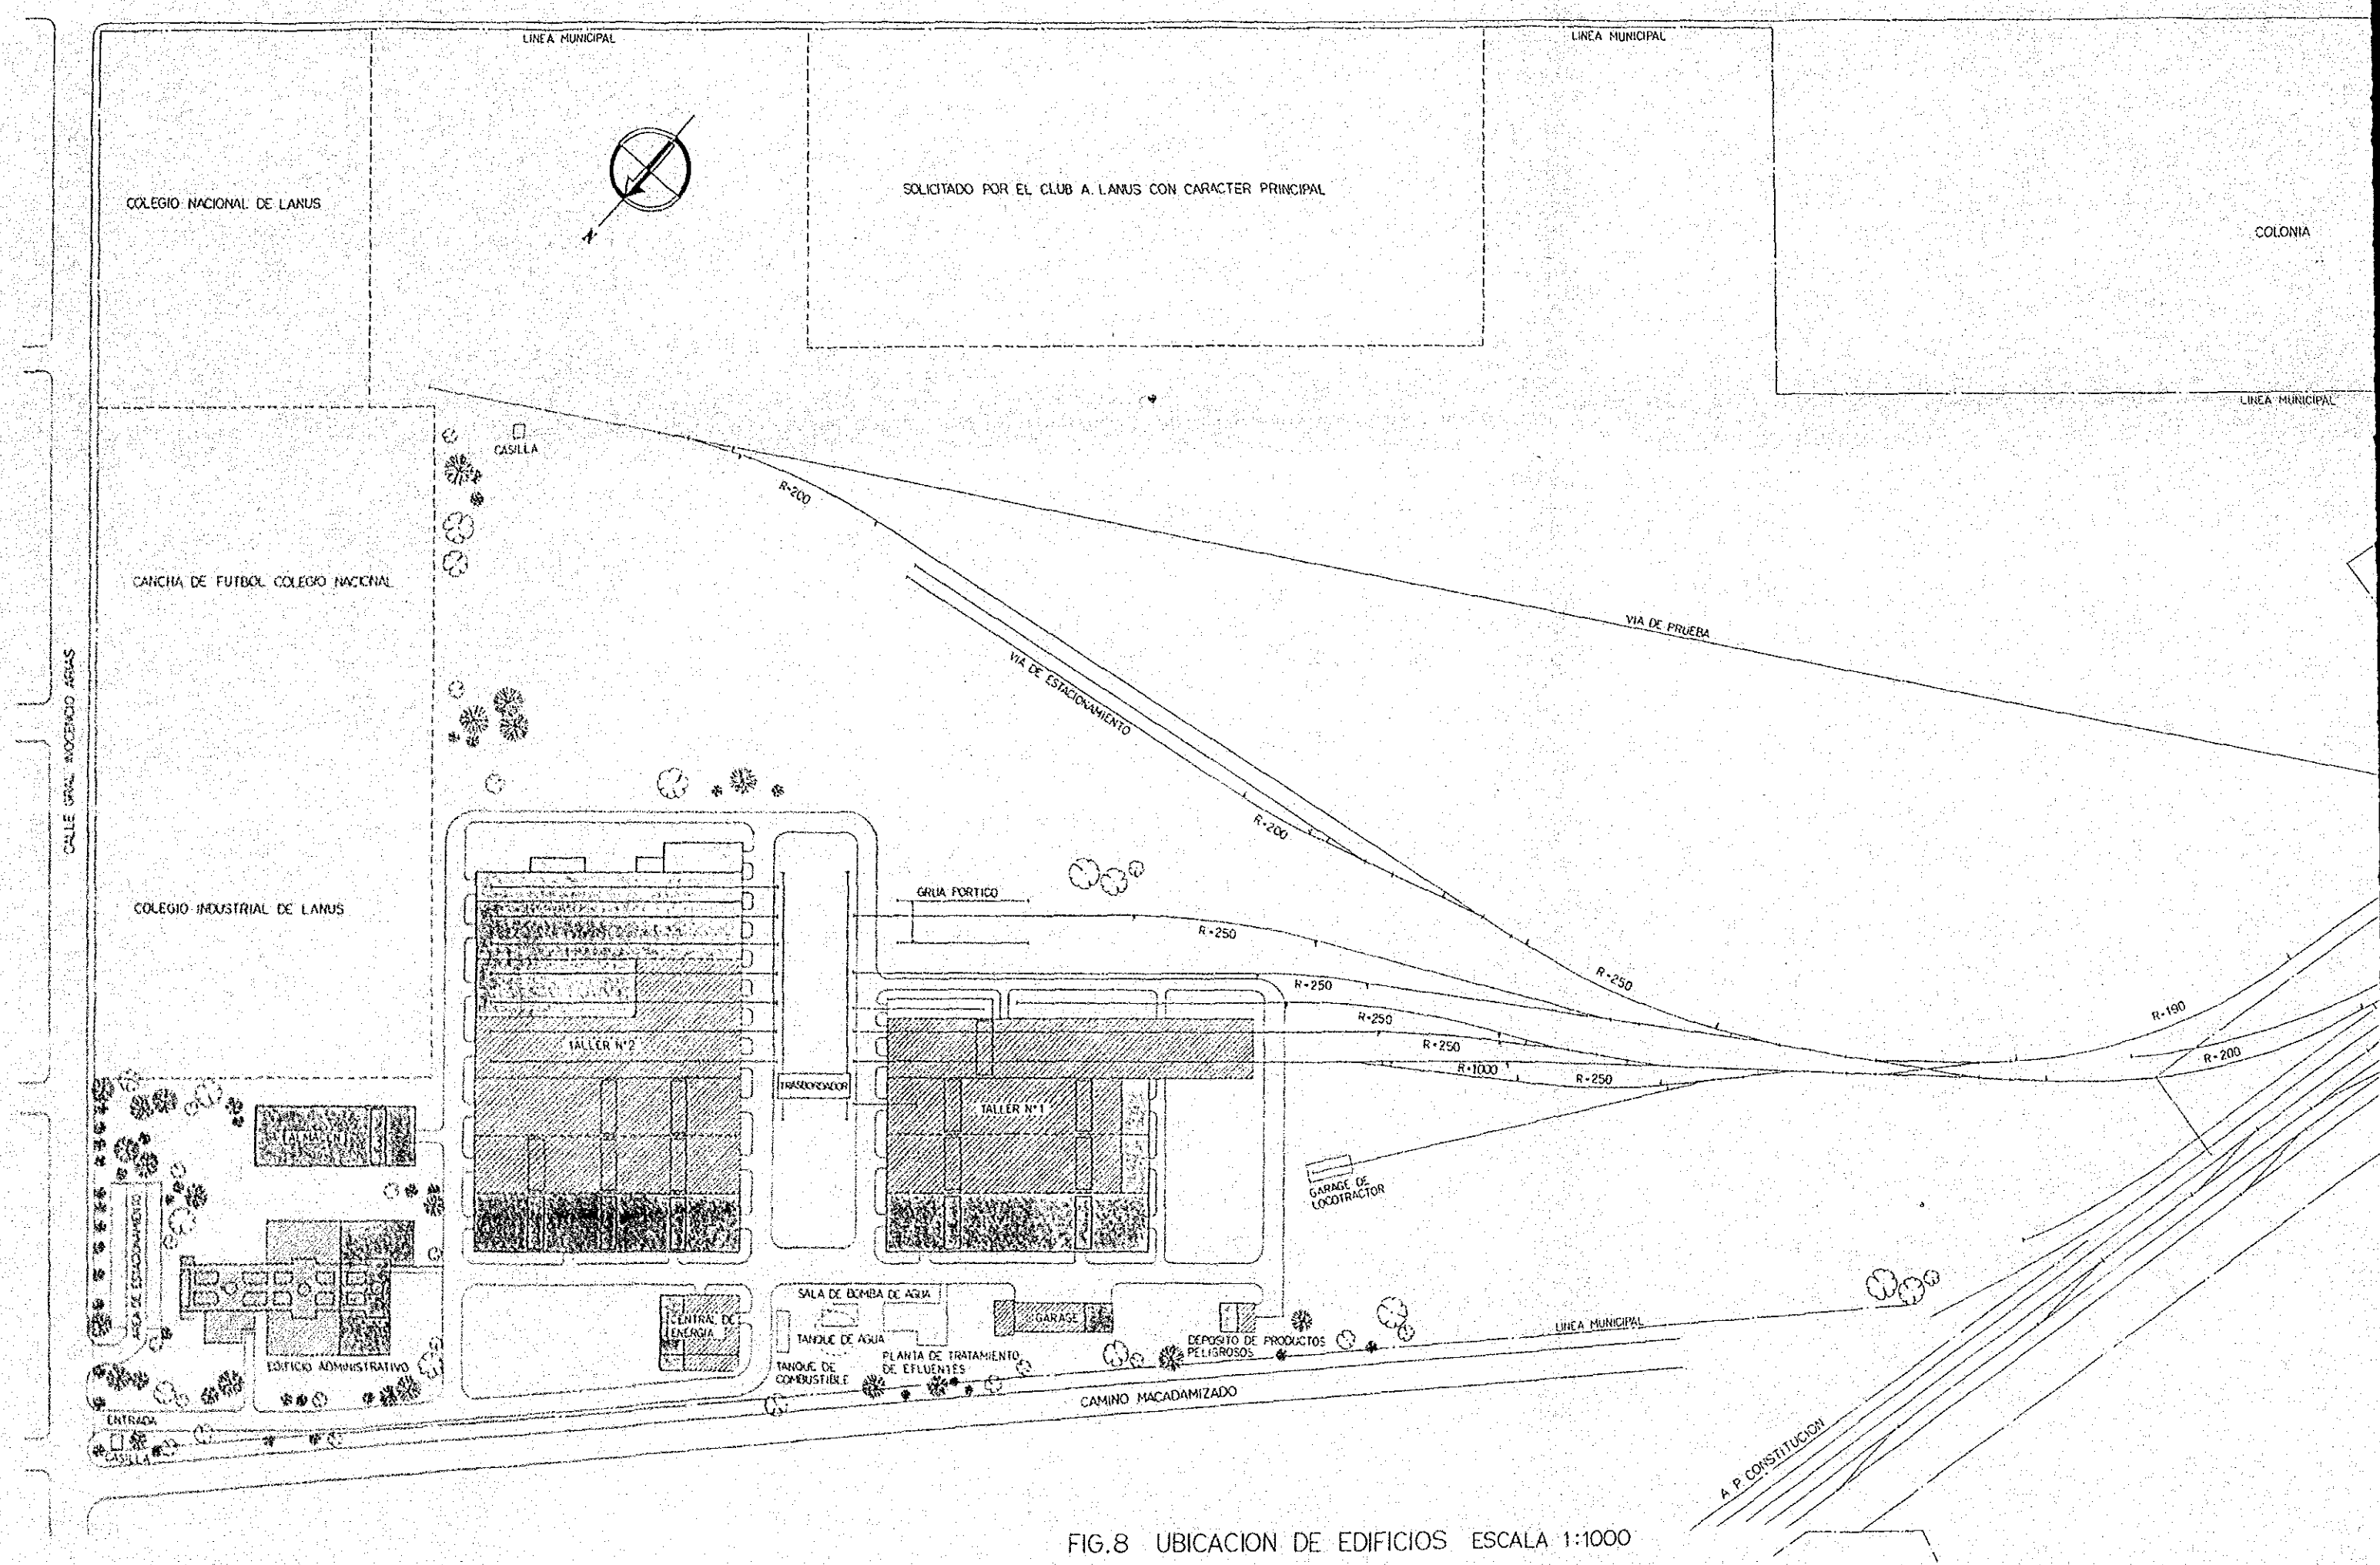 LINEA MUNICIPAL
LINEA MUNICIPAL
COLEGIO NACIONAL DE LANUS
N
SOLICITADO POR EL CLUB A. LANUS CON CARACTER PRINCIPAL
COLONIA
LINEA MUNICIPAL
CASILLA
R=200
CANCHA DE FUTBOL COLEGIO NACIONAL
VIA DE PRUEBA
VIA DE ESTACIONAMIENTO
CALLE GRAL INOCENCIO ARIAS
R=200
COLEGIO INDUSTRIAL DE LANUS
GRUA PORTICO
R=250
R=250
R=250
R=250
R=250
R=1000
R=250
R=190
R=200
TALLER Nº2
TRASBORDADOR
TALLER Nº1
ALMACEN
GARAGE DE
LOCOTRACTOR
AREA DE ESTACIONAMIENTO
SALA DE BOMBA DE AGUA
CENTRAL DE
ENERGIA
TANQUE DE AGUA
GARAGE
DEPOSITO DE PRODUCTOS
PELIGROSOS
LINEA MUNICIPAL
EDIFICIO ADMINISTRATIVO
TANQUE DE
COMBUSTIBLE
PLANTA DE TRATAMIENTO
DE EFLUENTES
CAMINO MACADAMIZADO
ENTRADA
CASILLA
A P. CONSTITUCION
FIG.8 UBICACION DE EDIFICIOS ESCALA 1:1000